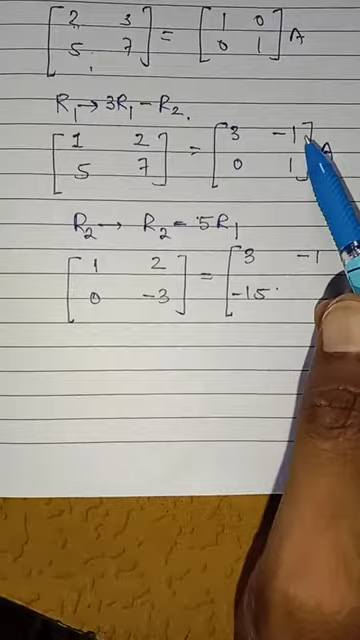 [2 3; 5 7] = [1 0; 0 1] A
R₁ → 3R₁ − R₂.
[1 2; 5 7] = [3 −1; 0 1] A
R₂ → R₂ = 5R₁
[1 2; 0 −3] = [3 −1; −15